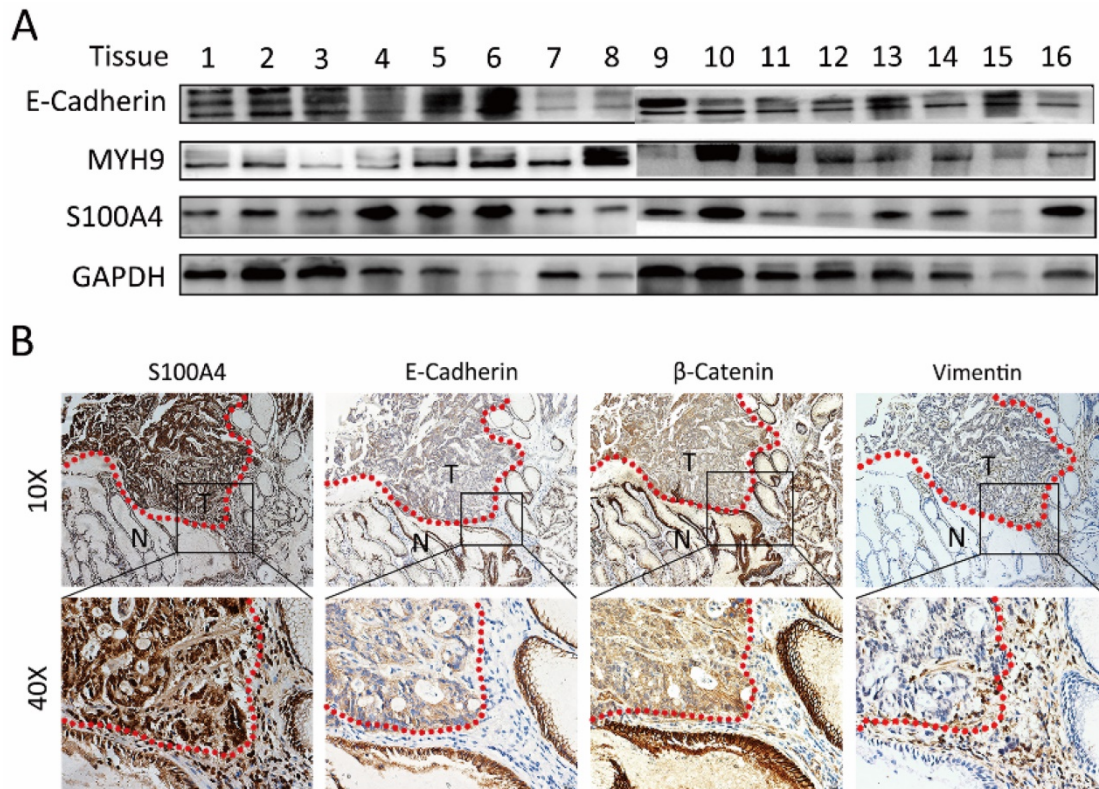 A
Tissue 1 2 3 4 5 6 7 8 9 10 11 12 13 14 15 16
E-Cadherin
MYH9
S100A4
GAPDH
B
S100A4 E-Cadherin β-Catenin Vimentin
10X
T T T T
N N N N
40X